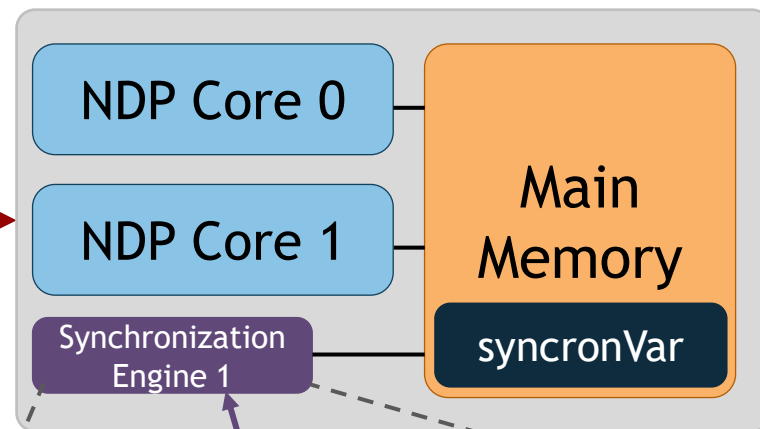 NDP Core 0
NDP Core 1
Synchronization
Engine 1
Main
Memory
syncronVar